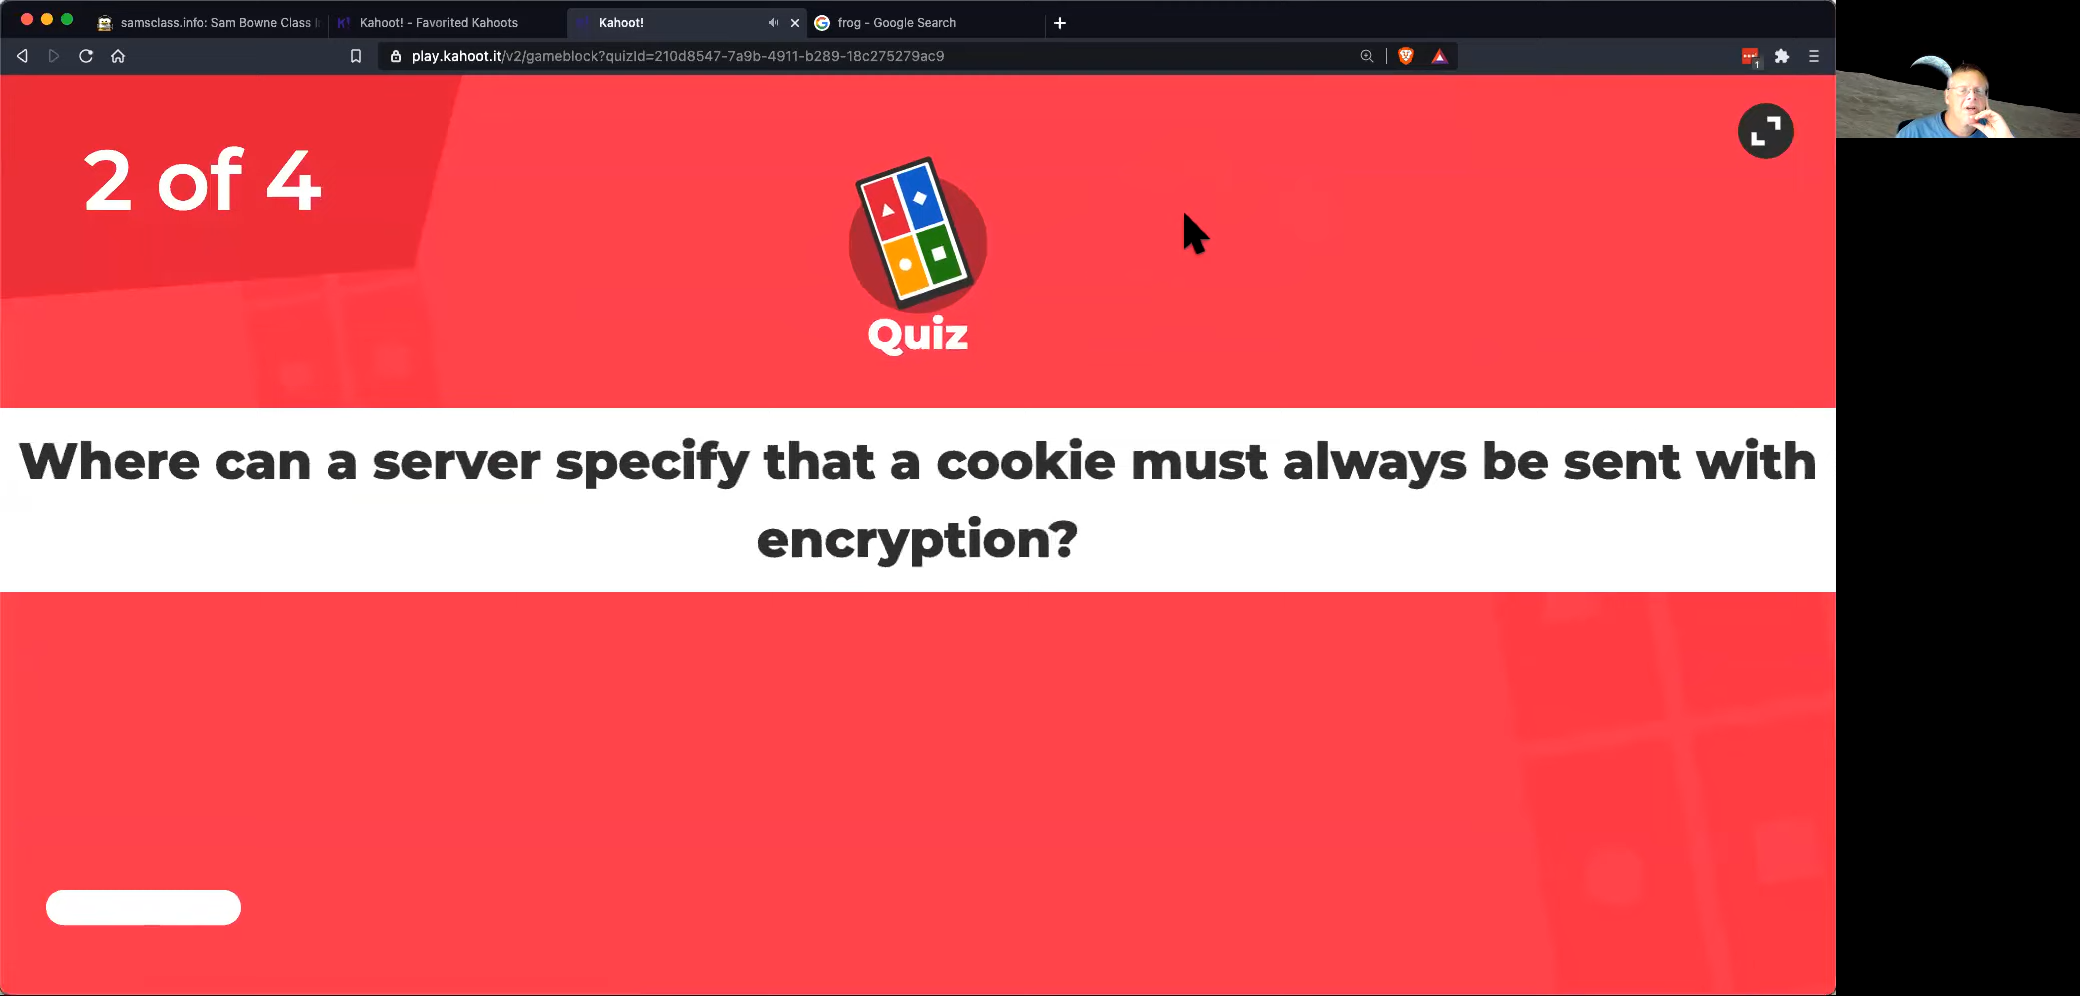 samsclass.info: Sam Bowne Class I
Kahoot! - Favorited Kahoots
Kahoot!
frog - Google Search
play.kahoot.it/v2/gameblock?quizId=210d8547-7a9b-4911-b289-18c275279ac9
1
2 of 4
Quiz
Where can a server specify that a cookie must always be sent with
encryption?